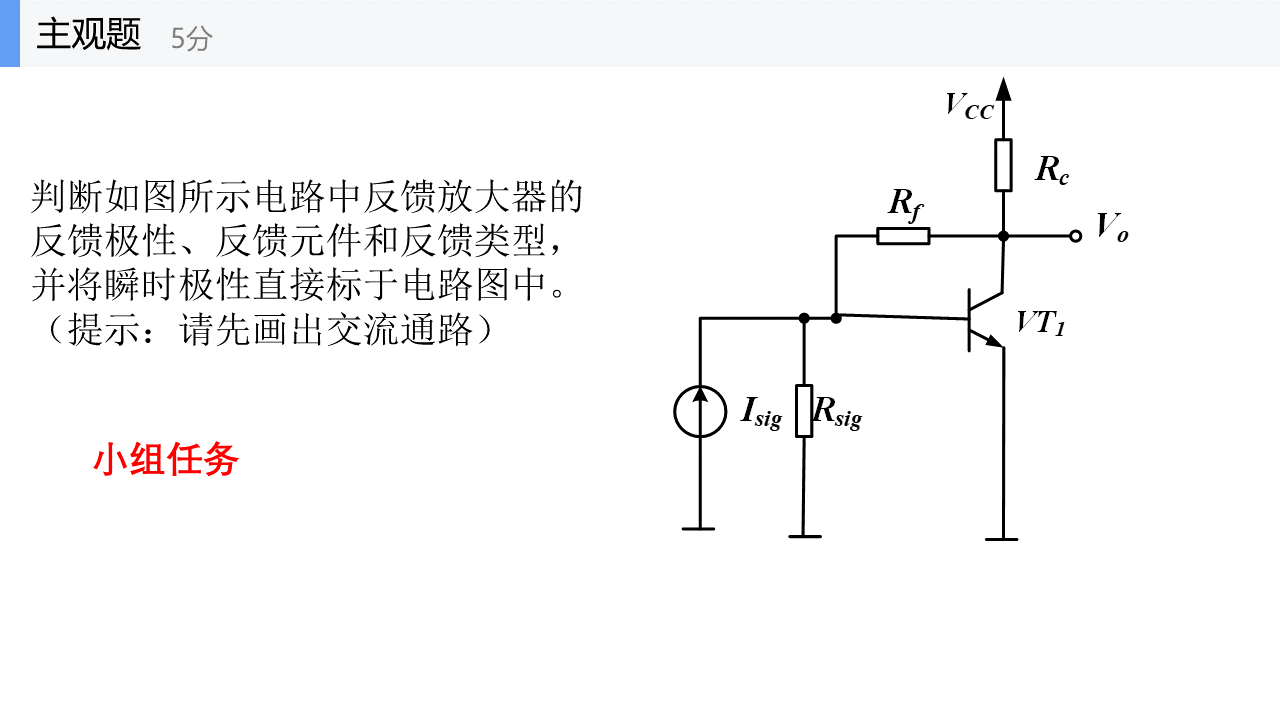 主观题 5分
判断如图所示电路中反馈放大器的
反馈极性、反馈元件和反馈类型，
并将瞬时极性直接标于电路图中。
（提示：请先画出交流通路）
小组任务
VCC
Rc
Rf
Vo
VT1
Isig
Rsig